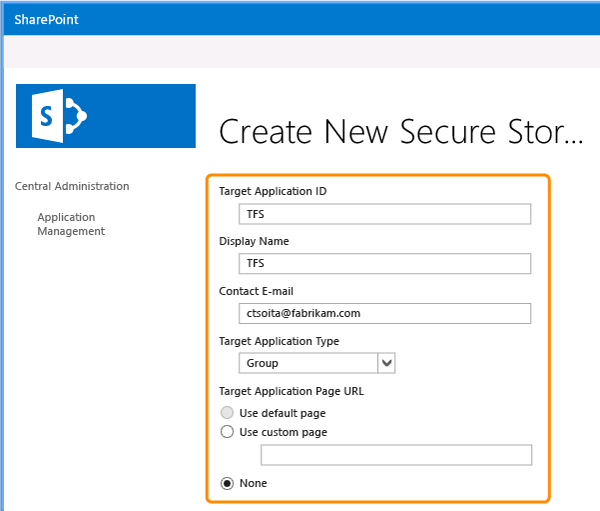 SharePoint
S
Create New Secure Stor...
Central Administration
Application
Management
Target Application ID
TFS
Display Name
TFS
Contact E-mail
ctsoita@fabrikam.com
Target Application Type
Group
Target Application Page URL
Use default page
Use custom page
None